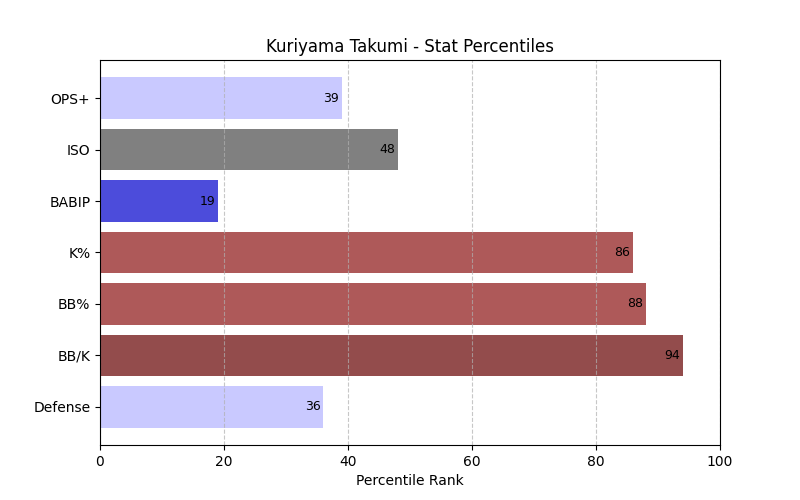 Kuriyama Takumi - Stat Percentiles
OPS+ 39
ISO 48
BABIP 19
K% 86
BB% 88
BB/K 94
Defense 36
0 20 40 60 80 100
Percentile Rank